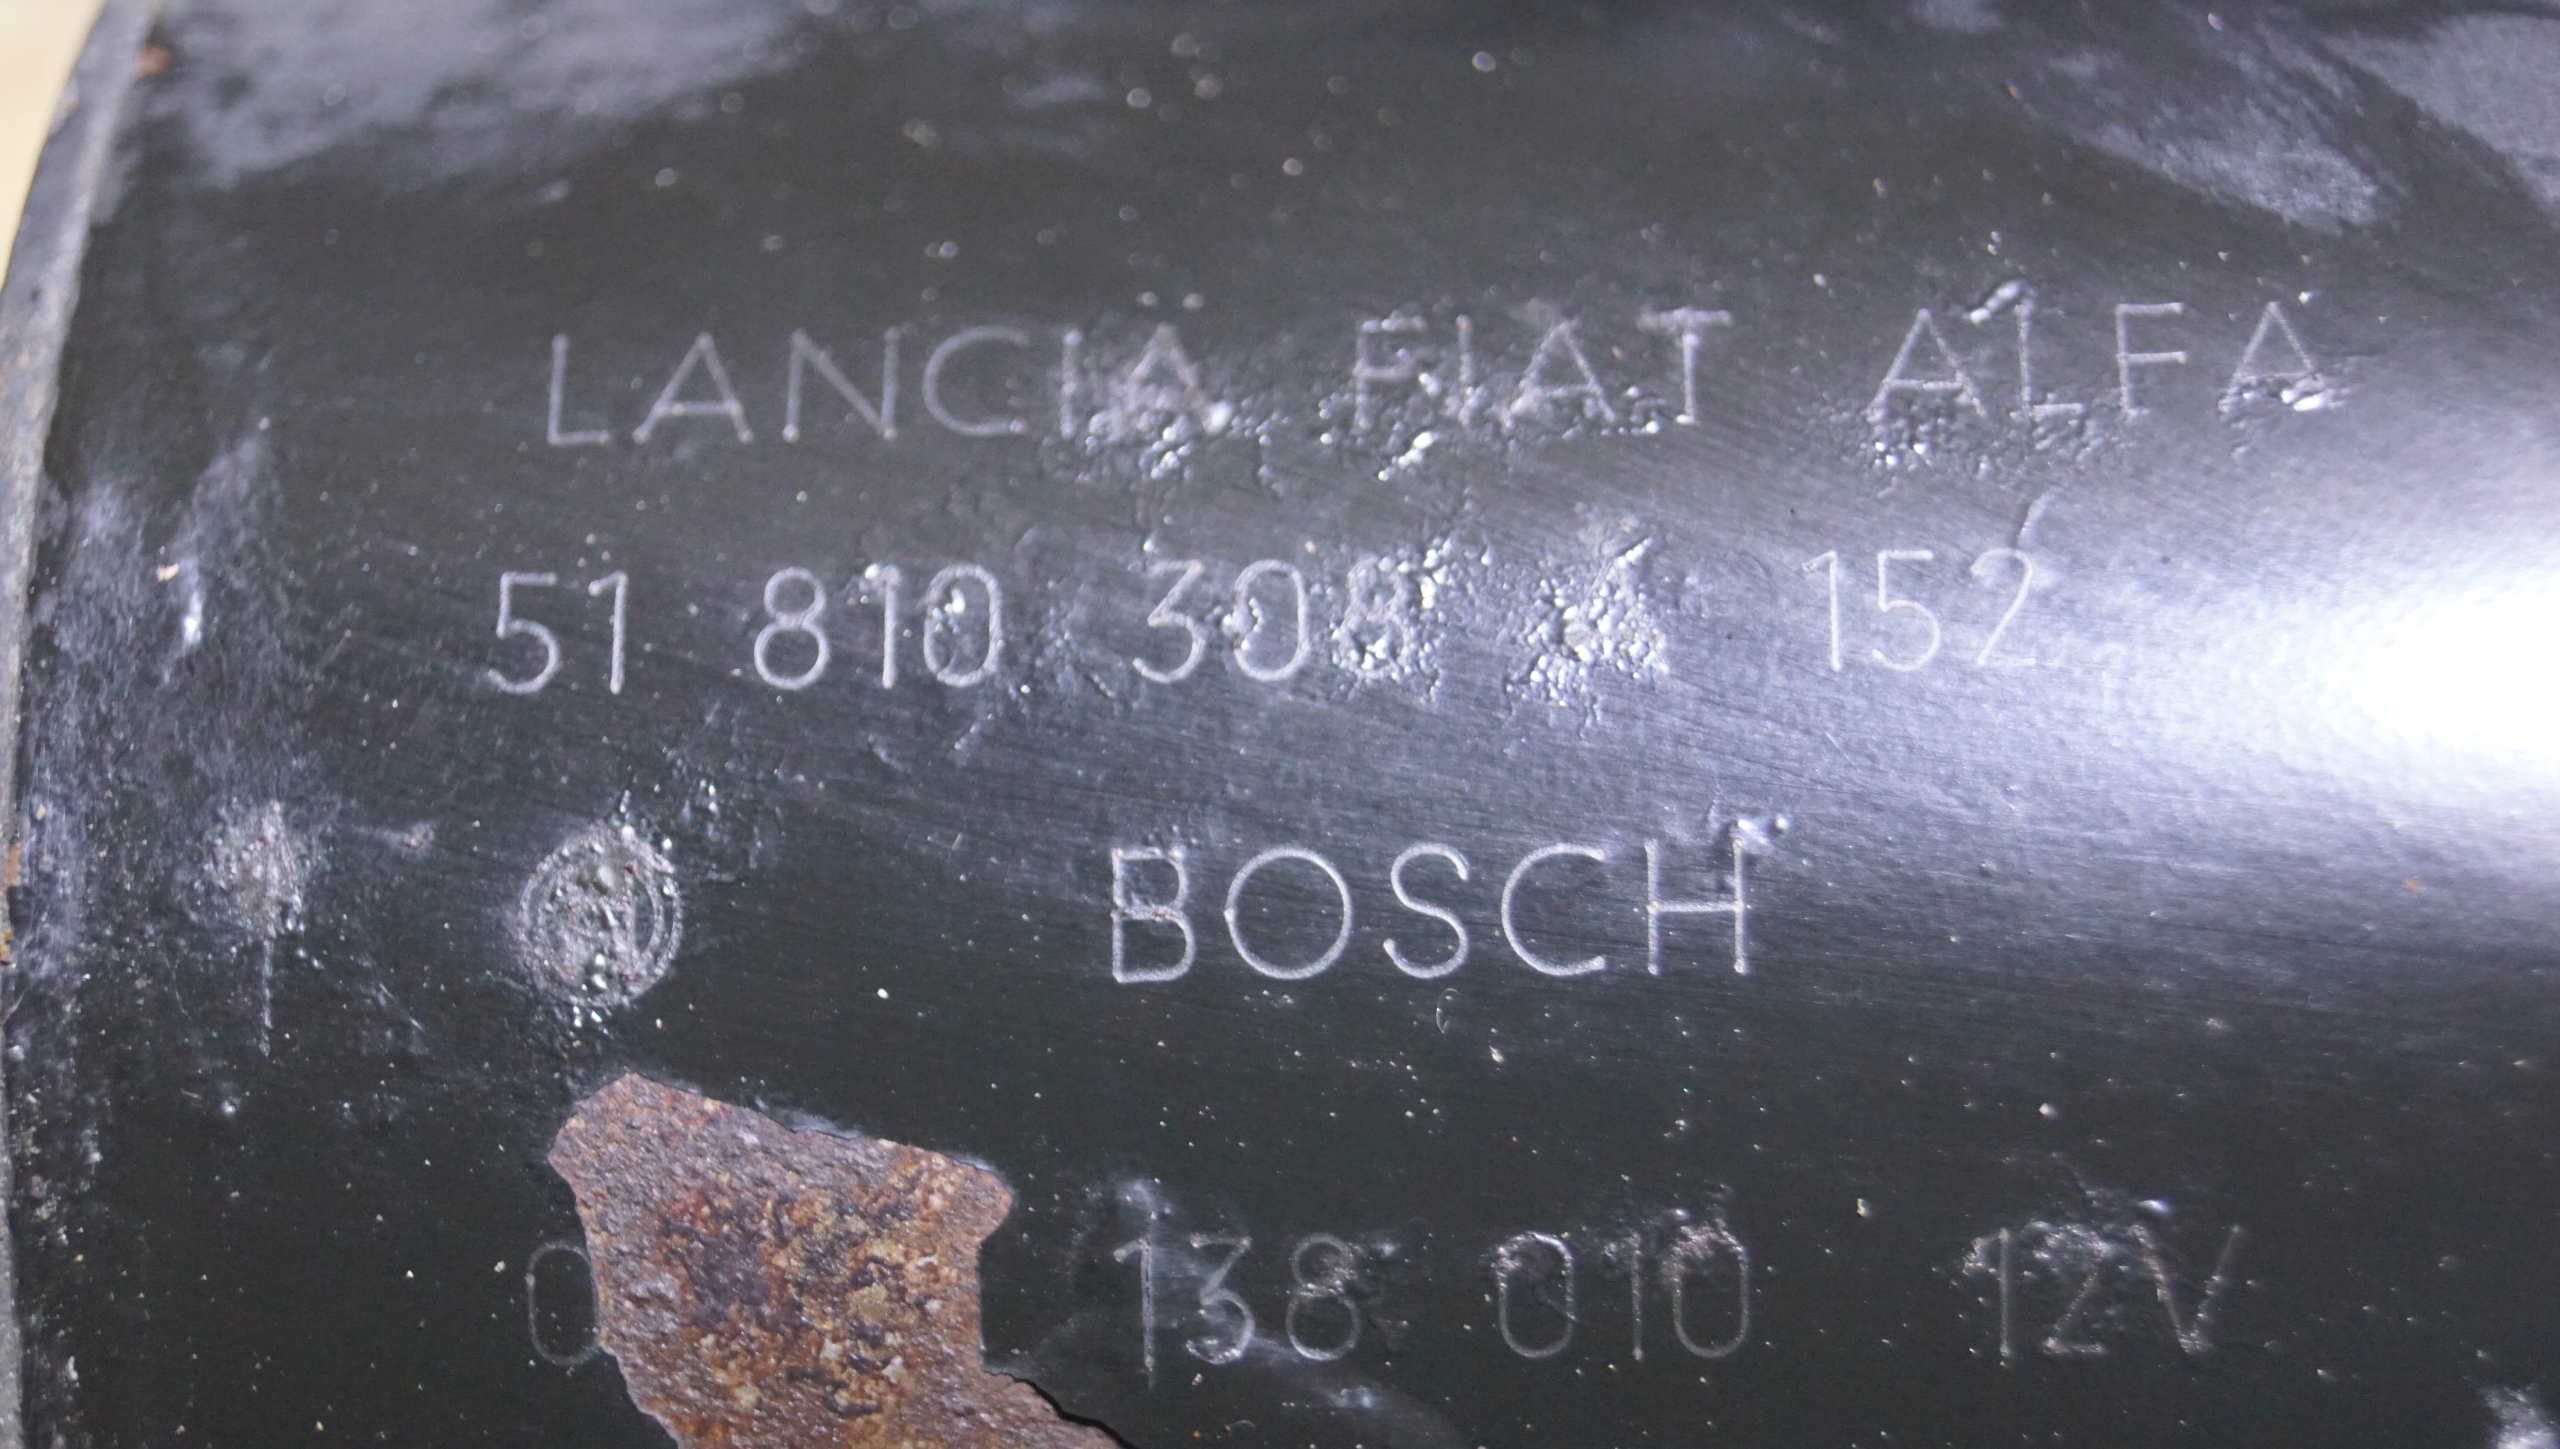 LANCIA FIAT ALFA
51 810 308 152
BOSCH
138 010 12V